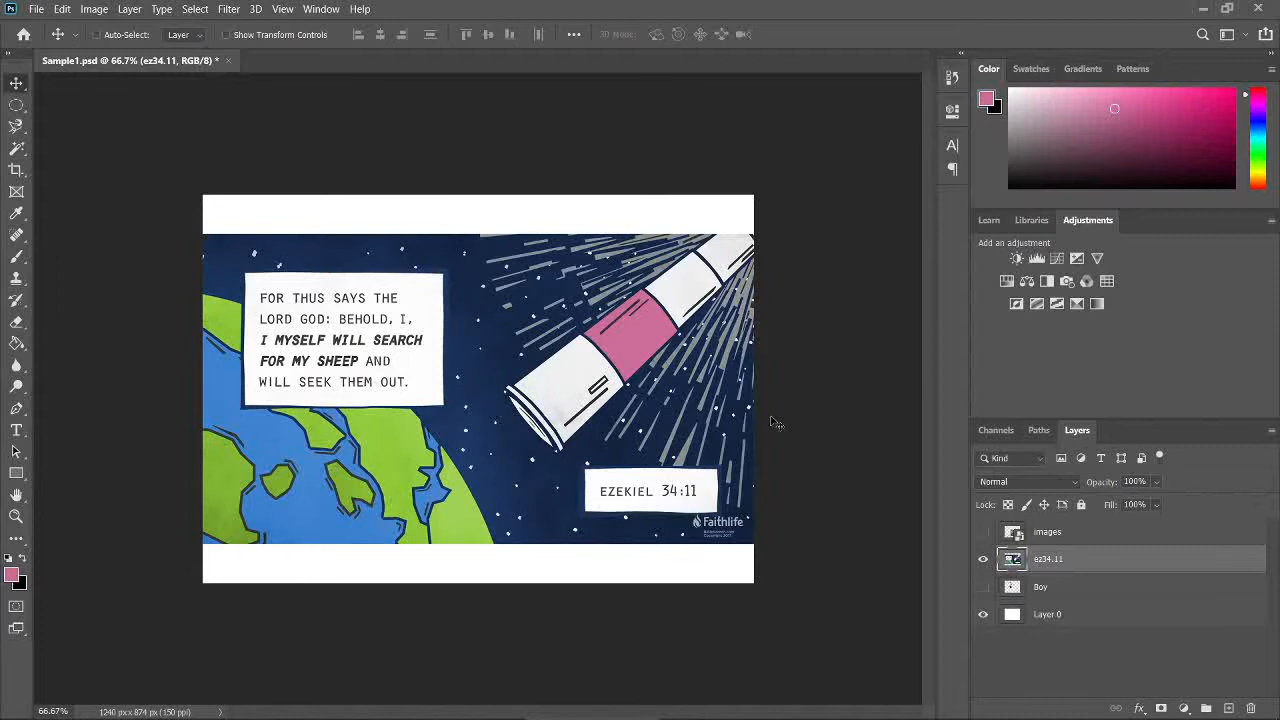 Ps File Edit Image Layer Type Select Filter 3D View Window Help
Auto-Select: Layer Show Transform Controls 3D Mode:
Sample1.psd @ 66.7% (ez34.11, RGB/8) *
Color Swatches Gradients Patterns
Learn Libraries Adjustments
Add an adjustment
FOR THUS SAYS THE
LORD GOD: BEHOLD, I,
I MYSELF WILL SEARCH
FOR MY SHEEP AND
WILL SEEK THEM OUT.
EZEKIEL 34:11
Faithlife
Channels Paths Layers
Kind
Normal Opacity: 100%
Lock: Fill: 100%
images
ez34.11
Boy
Layer 0
66.67% 1240 px x 874 px (150 ppi)